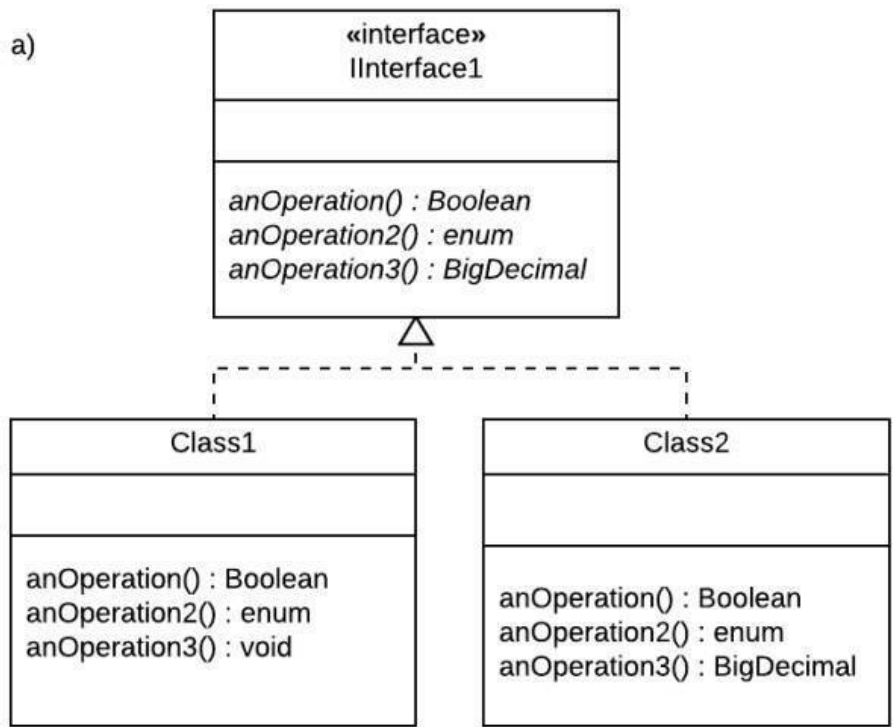 a)
«interface»
IInterface1
anOperation() : Boolean
anOperation2() : enum
anOperation3() : BigDecimal
Class1
anOperation() : Boolean
anOperation2() : enum
anOperation3() : void
Class2
anOperation() : Boolean
anOperation2() : enum
anOperation3() : BigDecimal